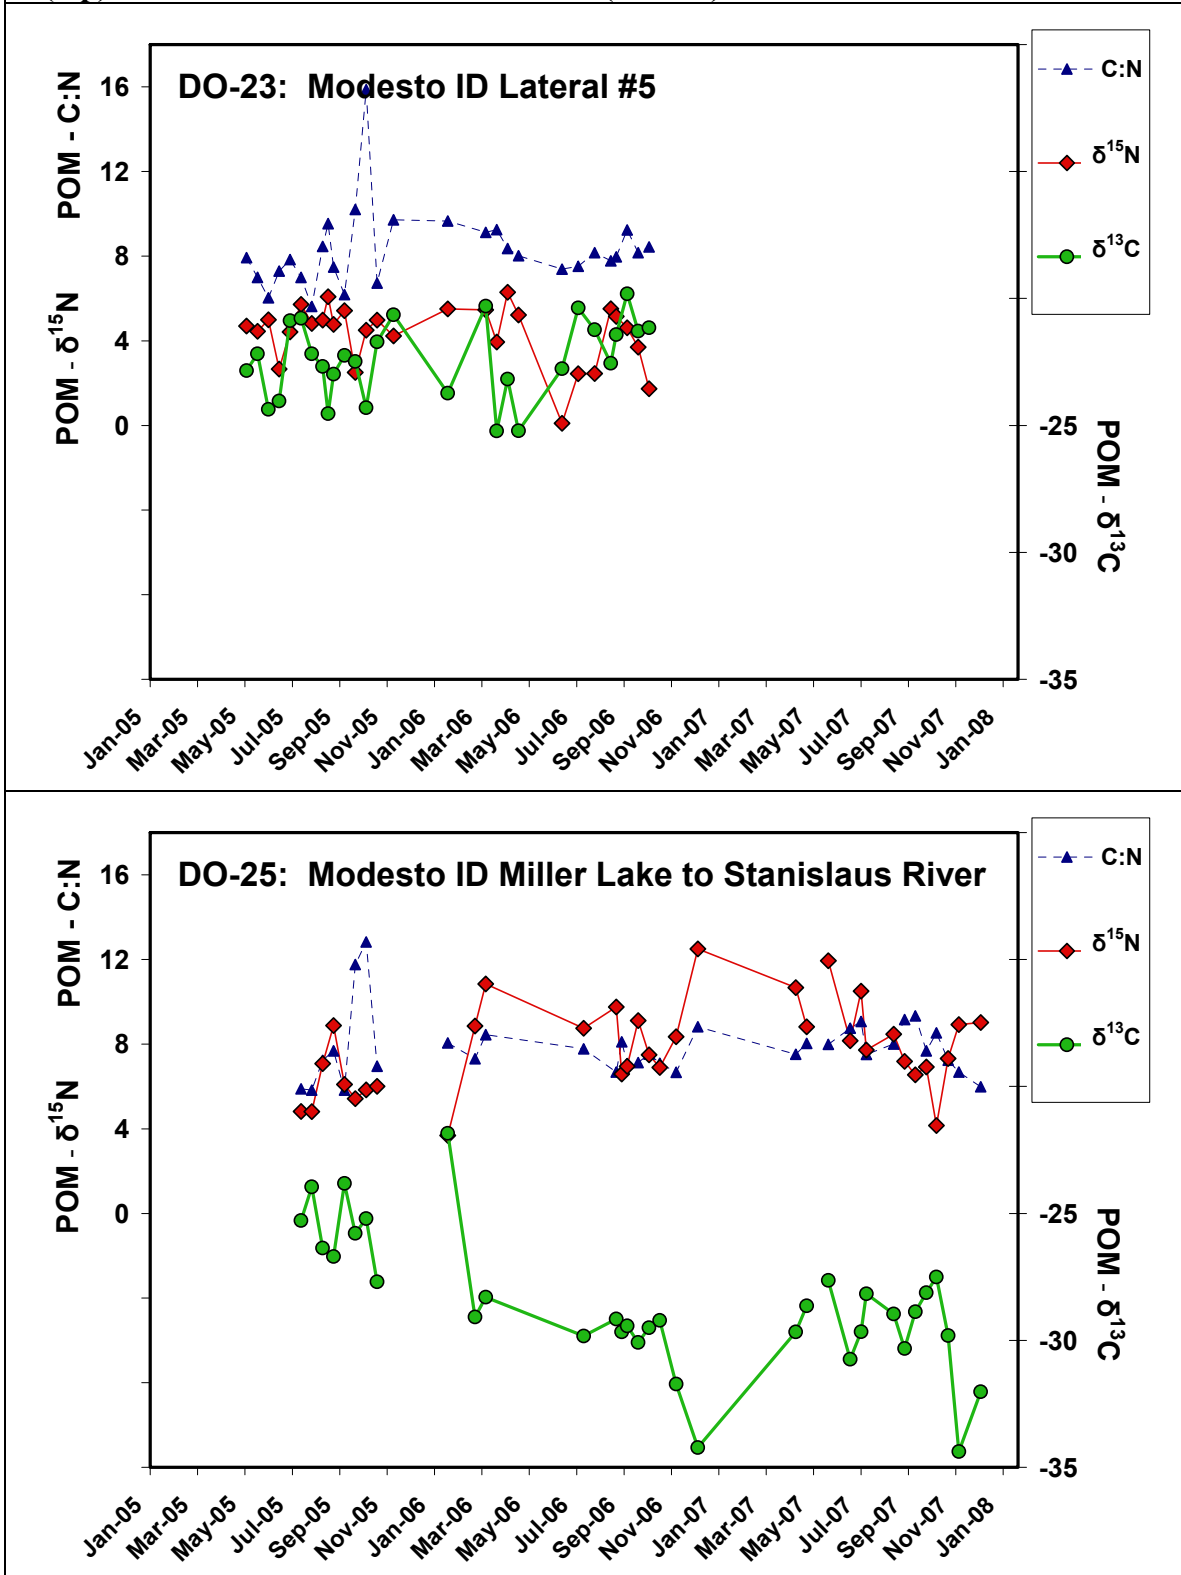 DO-23: Modesto ID Lateral #5
POM - C:N
POM - δ15N
16
12
8
4
0
-25
-30
-35
POM - δ13C
C:N
δ15N
δ13C
Jan-05
Mar-05
May-05
Jul-05
Sep-05
Nov-05
Jan-06
Mar-06
May-06
Jul-06
Sep-06
Nov-06
Jan-07
Mar-07
May-07
Jul-07
Sep-07
Nov-07
Jan-08
DO-25: Modesto ID Miller Lake to Stanislaus River
POM - C:N
POM - δ15N
16
12
8
4
0
-25
-30
-35
POM - δ13C
C:N
δ15N
δ13C
Jan-05
Mar-05
May-05
Jul-05
Sep-05
Nov-05
Jan-06
Mar-06
May-06
Jul-06
Sep-06
Nov-06
Jan-07
Mar-07
May-07
Jul-07
Sep-07
Nov-07
Jan-08